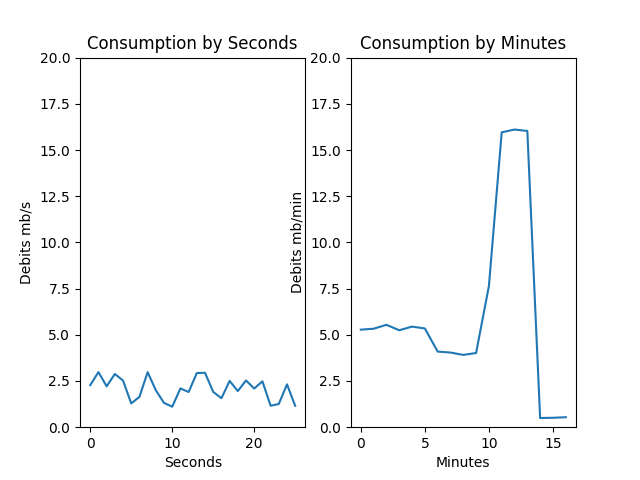 Consumption by Seconds
Debits mb/s
20.0
17.5
15.0
12.5
10.0
7.5
5.0
2.5
0.0
0 10 20
Seconds
Consumption by Minutes
Debits mb/min
20.0
17.5
15.0
12.5
10.0
7.5
5.0
2.5
0.0
0 5 10 15
Minutes